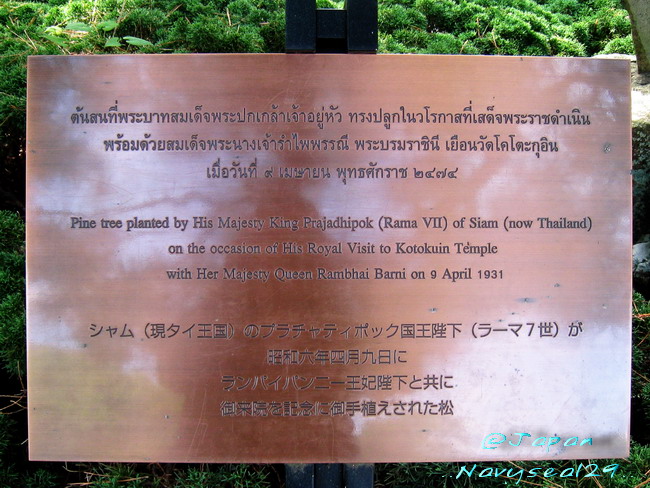 ต้นสนที่พระบาทสมเด็จพระปกเกล้าเจ้าอยู่หัว ทรงปลูกในวโรกาสที่เสด็จพระราชดำเนิน
พร้อมด้วยสมเด็จพระนางเจ้ารำไพพรรณี พระบรมราชินี เยือนวัดโคโตะกุอิน
เมื่อวันที่ ๙ เมษายน พุทธศักราช ๒๔๗๔
Pine tree planted by His Majesty King Prajadhipok (Rama VII) of Siam (now Thailand)
on the occasion of His Royal Visit to Kotokuin Temple
with Her Majesty Queen Rambhai Barni on 9 April 1931
シャム（現タイ王国）のプラチャティポック国王陛下（ラーマ７世）が
昭和六年四月九日に
ランパイパンニー王妃陛下と共に
御来院を記念に御手植えされた松
@Japan
Navyseal29